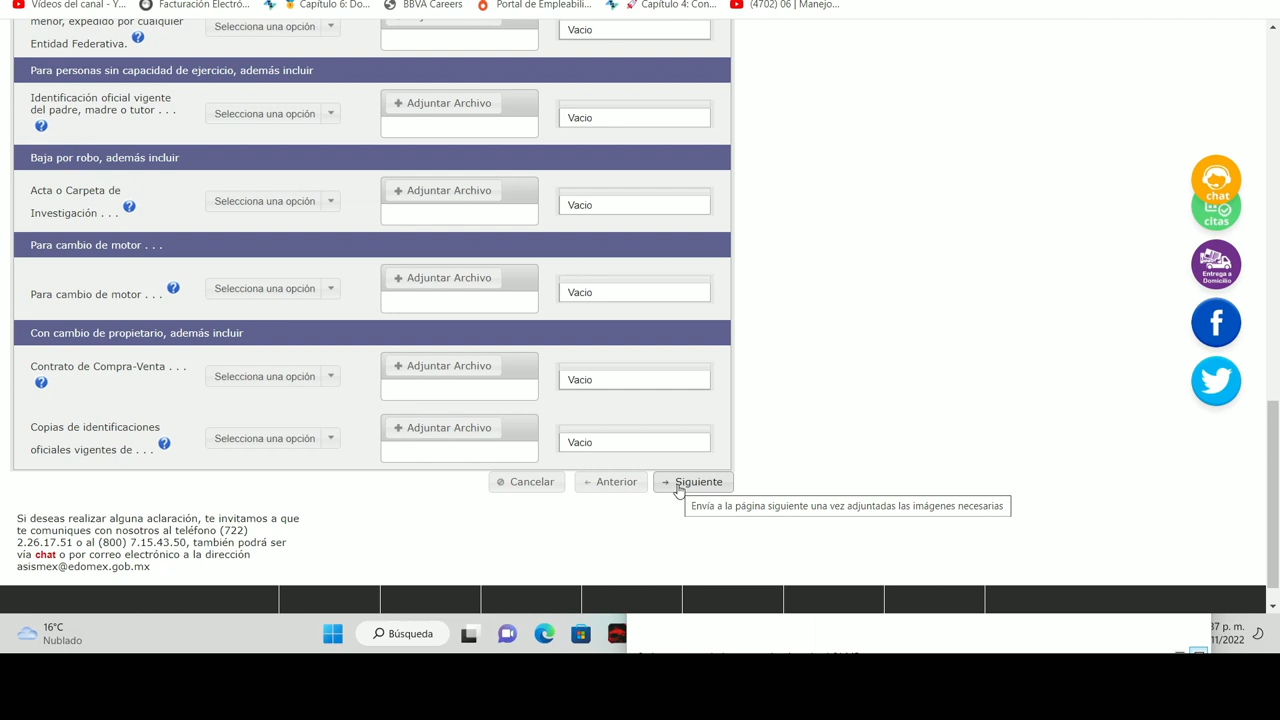 Vídeos del canal - Y...
Facturación Electró...
Capítulo 6: Do...
BBVA Careers
Portal de Empleabili...
Capítulo 4: Con...
(4702) 06 | Manejo...
menor, expedido por cualquier
Entidad Federativa.
Selecciona una opción
Vacio
Para personas sin capacidad de ejercicio, además incluir
Identificación oficial vigente
del padre, madre o tutor . . .
Selecciona una opción
Adjuntar Archivo
Vacio
Baja por robo, además incluir
Acta o Carpeta de
Investigación . . .
Selecciona una opción
Adjuntar Archivo
Vacio
Para cambio de motor . . .
Para cambio de motor . . .
Selecciona una opción
Adjuntar Archivo
Vacio
Con cambio de propietario, además incluir
Contrato de Compra-Venta . . .
Selecciona una opción
Adjuntar Archivo
Vacio
Copias de identificaciones
oficiales vigentes de . . .
Selecciona una opción
Adjuntar Archivo
Vacio
Cancelar
Anterior
Siguiente
Envía a la página siguiente una vez adjuntadas las imágenes necesarias
Si deseas realizar alguna aclaración, te invitamos a que
te comuniques con nosotros al teléfono (722)
2.26.17.51 o al (800) 7.15.43.50, también podrá ser
vía chat o por correo electrónico a la dirección
asismex@edomex.gob.mx
chat
citas
Entrega a
Domicilio
16°C
Nublado
Búsqueda
37 p. m.
11/2022